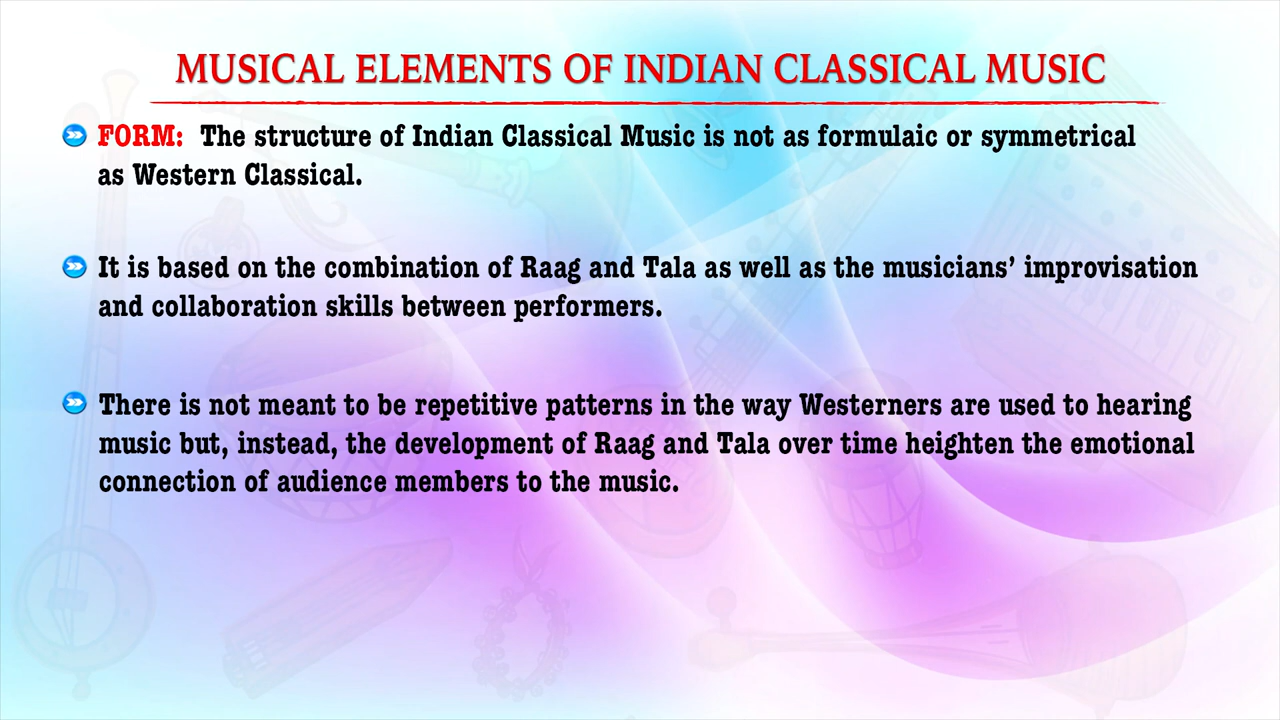 MUSICAL ELEMENTS OF INDIAN CLASSICAL MUSIC
FORM: The structure of Indian Classical Music is not as formulaic or symmetrical
as Western Classical.
It is based on the combination of Raag and Tala as well as the musicians’ improvisation
and collaboration skills between performers.
There is not meant to be repetitive patterns in the way Westerners are used to hearing
music but, instead, the development of Raag and Tala over time heighten the emotional
connection of audience members to the music.